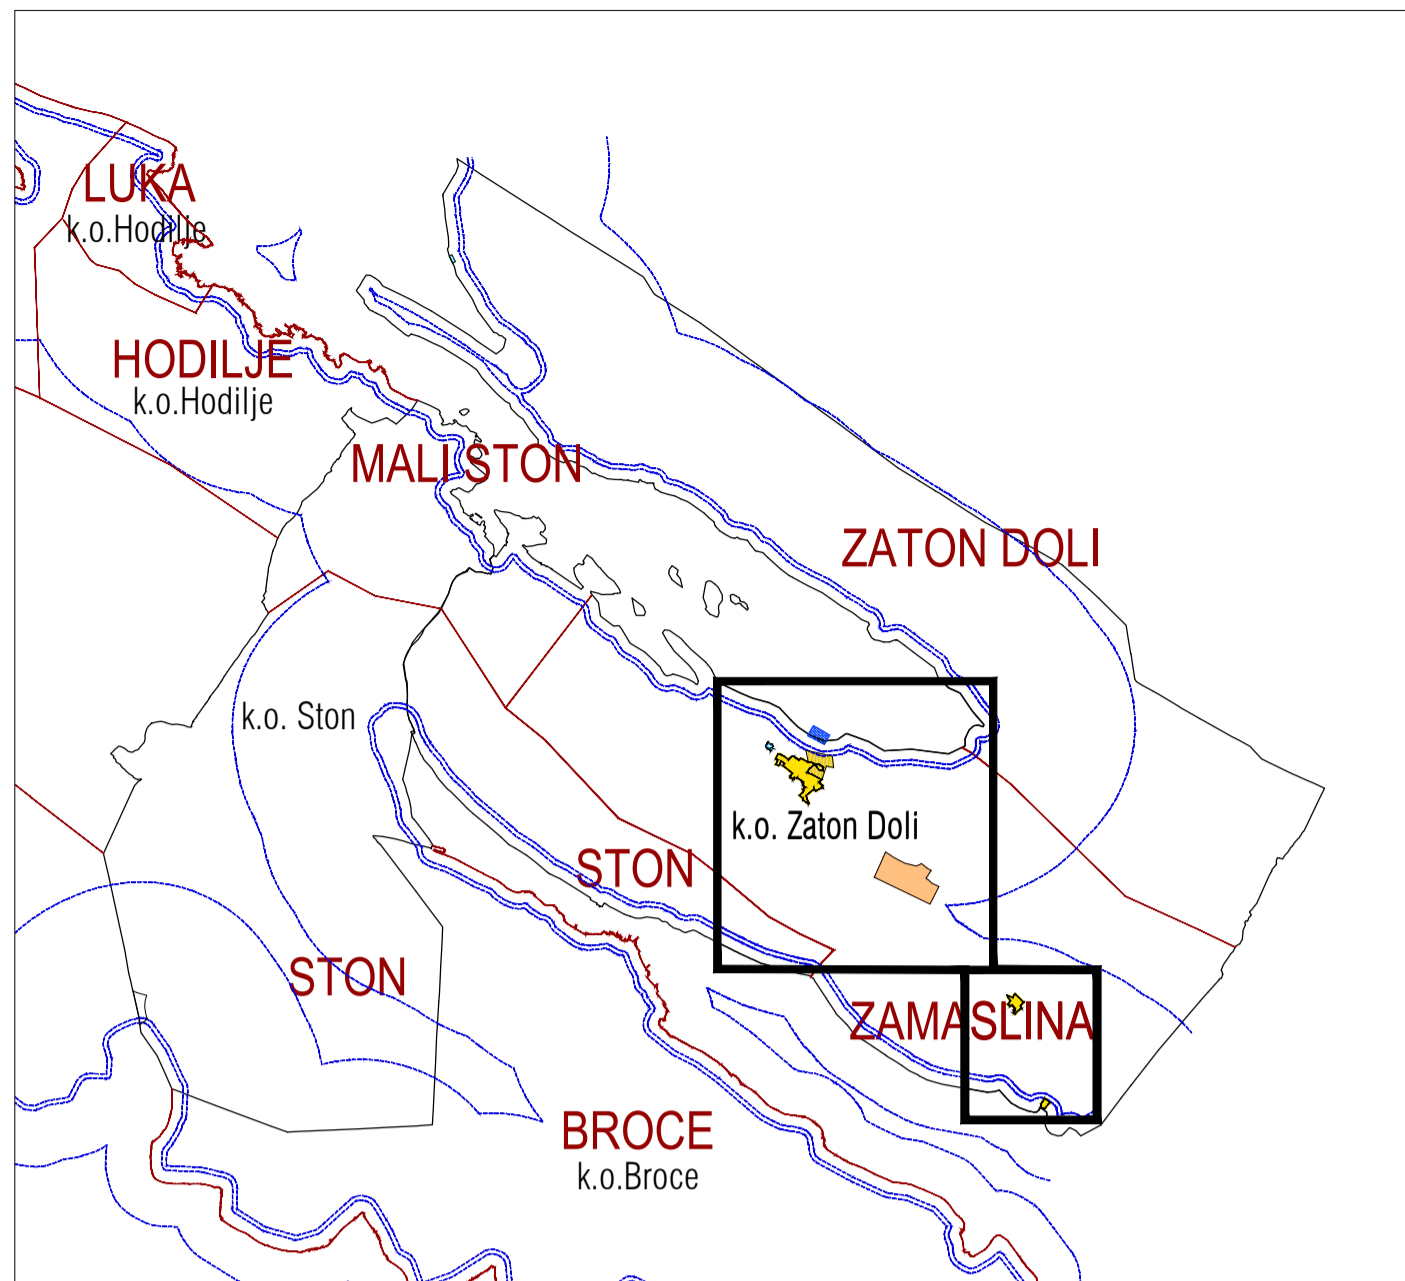 LUKA
k.o.Hodilje
HODILJE
k.o.Hodilje
MALI STON
ZATON DOLI
k.o. Ston
k.o. Zaton Doli
STON
STON
ZAMASLINA
BROCE
k.o.Broce